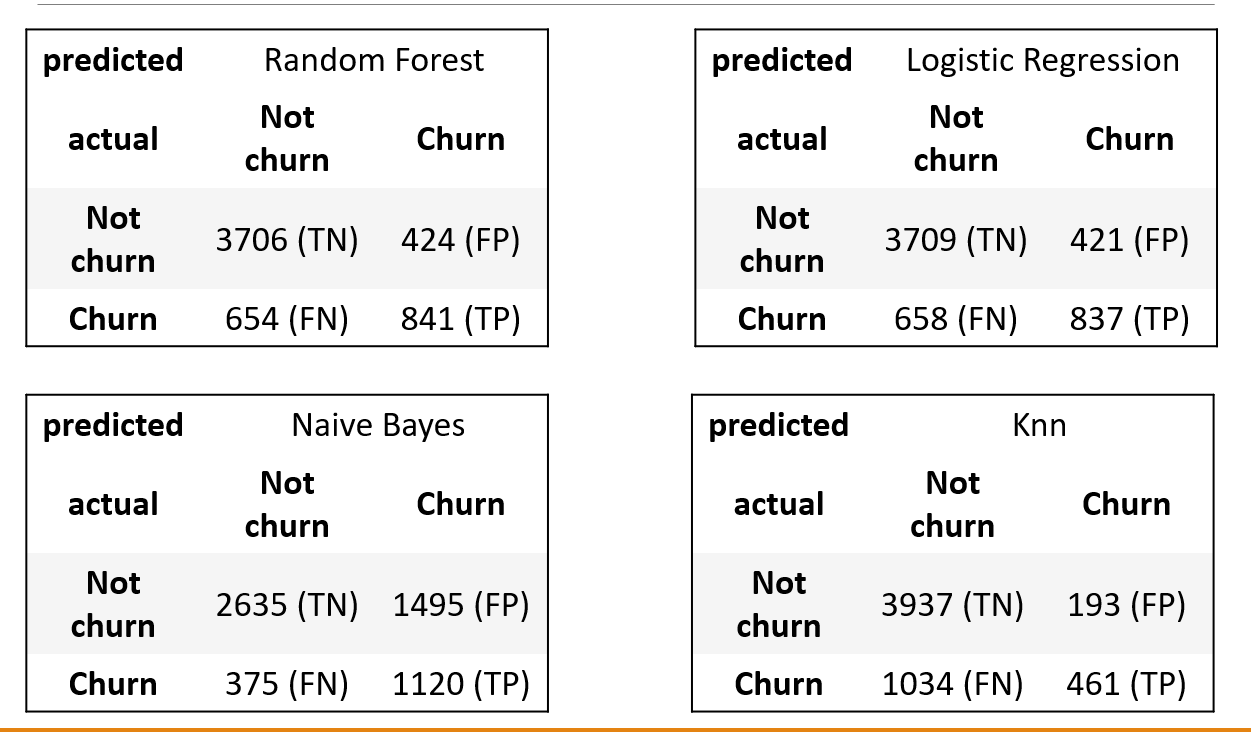 predicted Random Forest
actual Not churn Churn
Not churn 3706 (TN) 424 (FP)
Churn 654 (FN) 841 (TP)
predicted Logistic Regression
actual Not churn Churn
Not churn 3709 (TN) 421 (FP)
Churn 658 (FN) 837 (TP)
predicted Naive Bayes
actual Not churn Churn
Not churn 2635 (TN) 1495 (FP)
Churn 375 (FN) 1120 (TP)
predicted Knn
actual Not churn Churn
Not churn 3937 (TN) 193 (FP)
Churn 1034 (FN) 461 (TP)